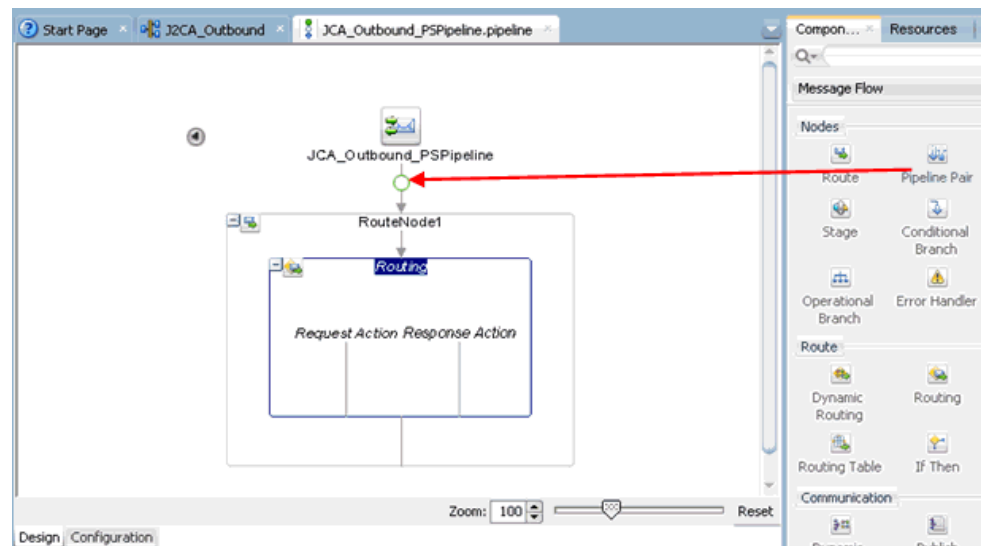 Start Page
J2CA_Outbound
JCA_Outbound_PSPipeline.pipeline
JCA_Outbound_PSPipeline
RouteNode1
Routing
Request Action Response Action
Zoom: 100
Reset
Design Configuration
Compon...
Resources
Message Flow
Nodes
Route
Pipeline Pair
Stage
Conditional
Branch
Operational
Branch
Error Handler
Route
Dynamic
Routing
Routing
Routing Table
If Then
Communication
Dynamic
Publish